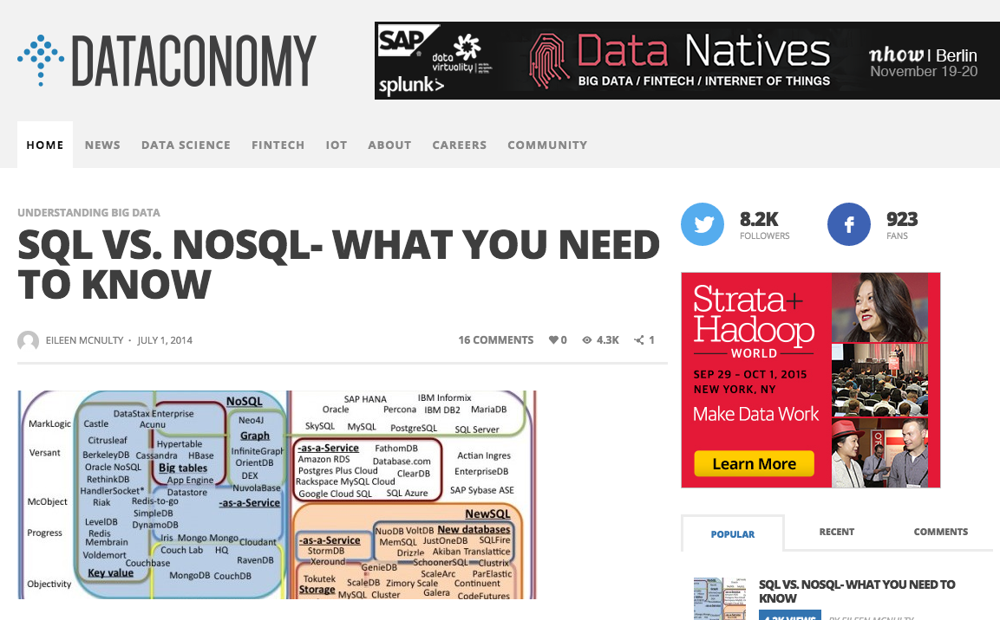 DATACONOMY
SAP
data virtuality
splunk>
Data Natives
BIG DATA / FINTECH / INTERNET OF THINGS
nhow | Berlin
November 19-20
HOME NEWS DATA SCIENCE FINTECH IOT ABOUT CAREERS COMMUNITY
UNDERSTANDING BIG DATA
SQL VS. NOSQL- WHAT YOU NEED
TO KNOW
EILEEN MCNULTY · JULY 1, 2014
16 COMMENTS 0 4.3K 1
NoSQL
DataStax Enterprise
Acunu
MarkLogic
Castle
Neo4J
Graph
Citrusleaf
Hypertable
Versant
BerkeleyDB Cassandra HBase
InfiniteGraph
Oracle NoSQL
Big tables
OrientDB
RethinkDB
App Engine
DEX
HandlerSocket*
Datastore
NuvolaBase
McObject
Riak
Redis-to-go
-as-a-Service
SimpleDB
LevelDB
DynamoDB
Progress
Redis
Membrain
Iris Mongo Mongo Cloudant
Voldemort
Couch Lab HQ
Couchbase
RavenDB
Key value
MongoDB CouchDB
Objectivity
SAP HANA
IBM Informix
Oracle
Percona
IBM DB2
MariaDB
SkySQL
MySQL
PostgreSQL
SQL Server
-as-a-Service
FathomDB
Amazon RDS
Database.com
Actian Ingres
Postgres Plus Cloud
ClearDB
EnterpriseDB
Rackspace MySQL Cloud
Google Cloud SQL
SQL Azure
SAP Sybase ASE
NewSQL
NuoDB VoltDB New databases
-as-a-Service
MemSQL JustOneDB SQLFire
StormDB
Drizzle Akiban Translattice
Xeround
GenieDB
SchoonerSQL Clustrix
ScaleArc ParElastic
Tokutek
ScaleDB Zimory Scale Continuent
Storage
MySQL Cluster Galera CodeFutures
8.2K
FOLLOWERS
923
FANS
Strata+
Hadoop
WORLD
SEP 29 – OCT 1, 2015
NEW YORK, NY
Make Data Work
Learn More
POPULAR RECENT COMMENTS
SQL VS. NOSQL- WHAT YOU NEED TO
KNOW
4.3K VIEWS BY EILEEN MCNULTY